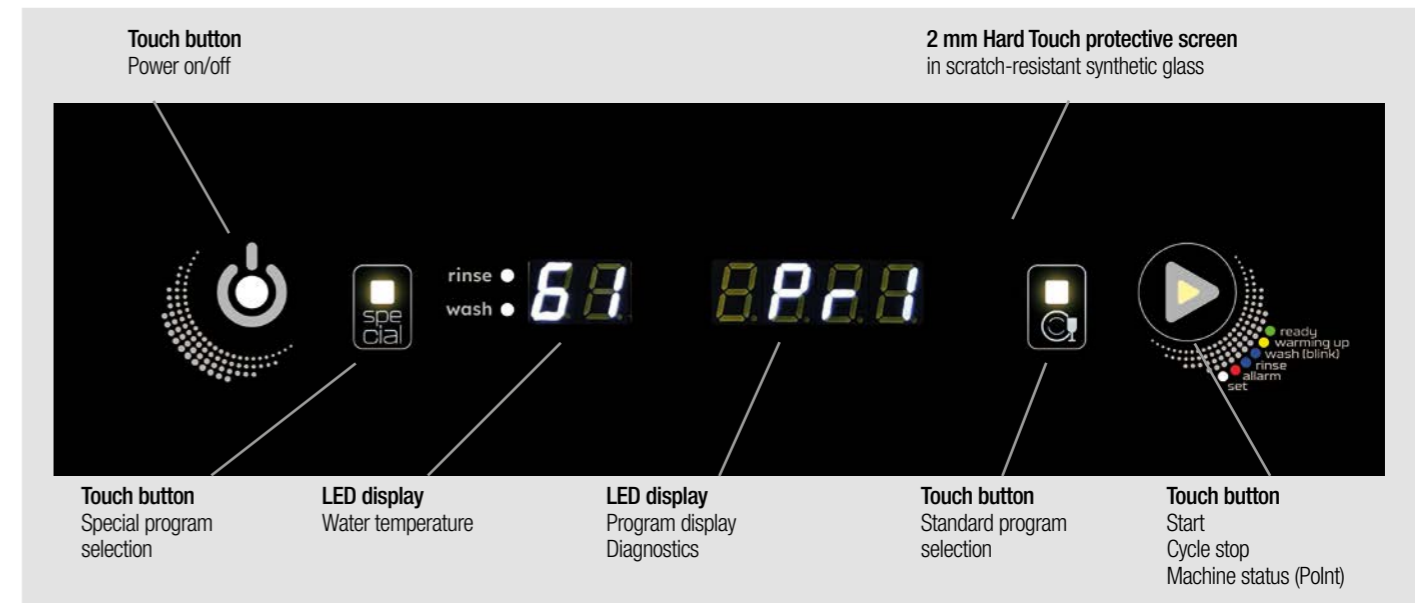 Touch button
Power on/off
2 mm Hard Touch protective screen
in scratch-resistant synthetic glass
spe
cial
rinse
wash
61
Pr1
ready
warming up
wash (blink)
rinse
allarm
set
Touch button
Special program
selection
LED display
Water temperature
LED display
Program display
Diagnostics
Touch button
Standard program
selection
Touch button
Start
Cycle stop
Machine status (PoInt)